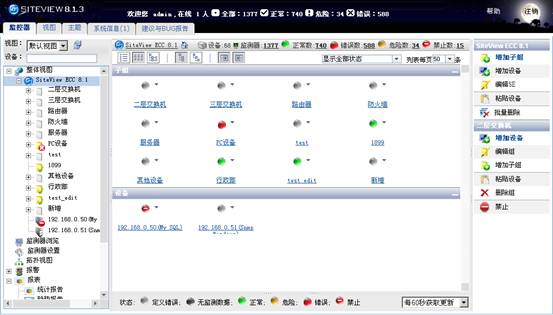 SITEVIEW 8.1.3
欢迎您 admin,在线 1 人 全部:1377 正常:740 危险:34 错误:588
帮助 注销
监控器 视图 主题 系统信息(1) 建议与BUG报告
视图: 默认视图
设备:
SiteView ECC 8.1 设备:68 监测器:1377 正常数:740 错误数:588 危险数:34 禁止数:15
显示全部状态 列表每页50 条
整体视图
SiteView ECC 8.1
二层交换机
三层交换机
路由器
防火墙
服务器
PC设备
test
1099
其他设备
行政部
test_edit
新增
192.168.0.50(My
192.168.0.51(Snm
监测器浏览
监测器设置
拓扑视图
报警
报表
统计报告
趋势报告
子组
二层交换机 三层交换机 路由器 防火墙
服务器 PC设备 test 1099
其他设备 行政部 test_edit 新增
设备
192.168.0.50(My SQL) 192.168.0.51(Snmp
状态: 定义错误; 无监测数据; 正常; 危险; 错误; 禁止
每60秒获取更新
SiteView ECC 8.1
增加子组
增加设备
编辑SE
粘贴设备
批量删除
二层交换机
增加设备
编辑组
增加子组
粘贴设备
删除组
禁止